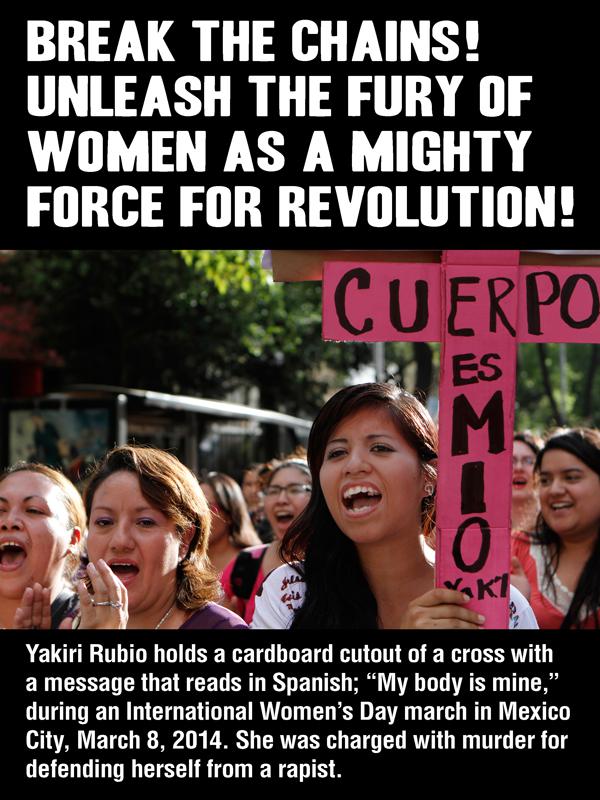 BREAK THE CHAINS!
UNLEASH THE FURY OF
WOMEN AS A MIGHTY
FORCE FOR REVOLUTION!
CUERPO
ES
MIO
YAKI
Yakiri Rubio holds a cardboard cutout of a cross with
a message that reads in Spanish; “My body is mine,”
during an International Women’s Day march in Mexico
City, March 8, 2014. She was charged with murder for
defending herself from a rapist.